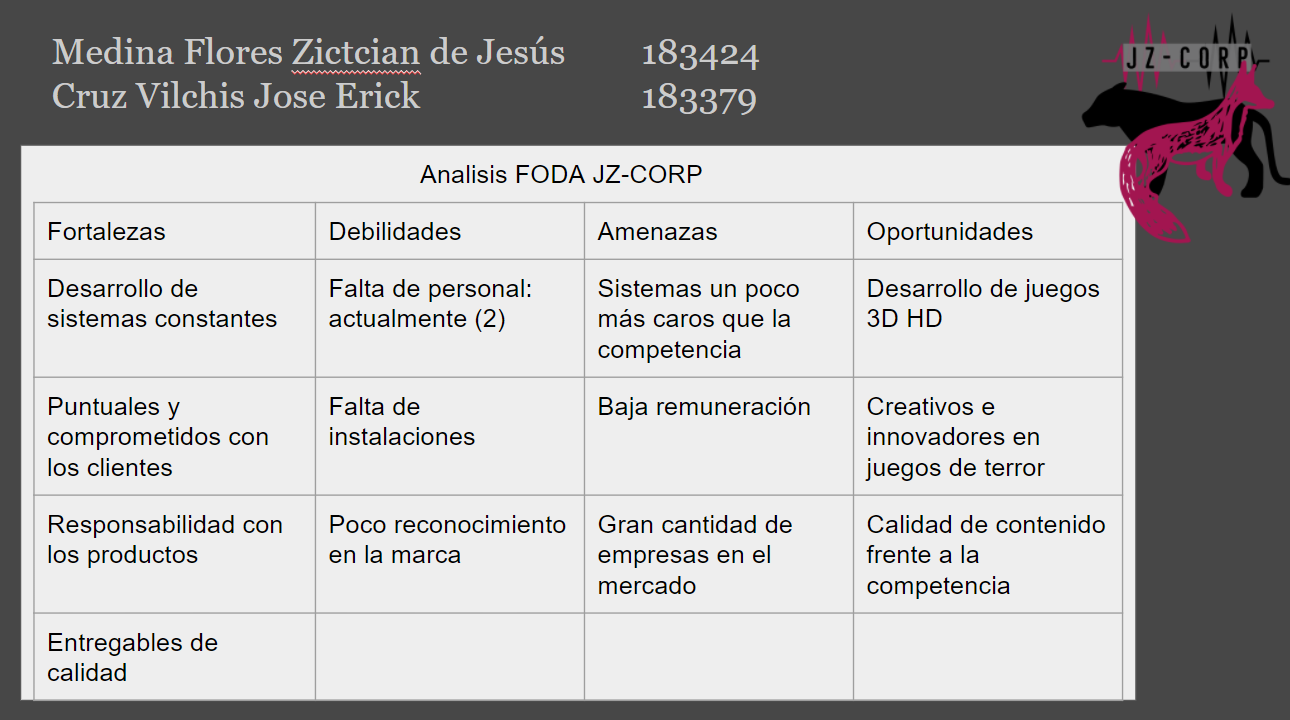 Medina Flores Zictcian de Jesús 183424
Cruz Vilchis Jose Erick 183379
JZ-CORP
Analisis FODA JZ-CORP
Fortalezas Debilidades Amenazas Oportunidades
Desarrollo de
sistemas constantes
Falta de personal:
actualmente (2)
Sistemas un poco
más caros que la
competencia
Desarrollo de juegos
3D HD
Puntuales y
comprometidos con
los clientes
Falta de
instalaciones
Baja remuneración
Creativos e
innovadores en
juegos de terror
Responsabilidad con
los productos
Poco reconocimiento
en la marca
Gran cantidad de
empresas en el
mercado
Calidad de contenido
frente a la
competencia
Entregables de
calidad